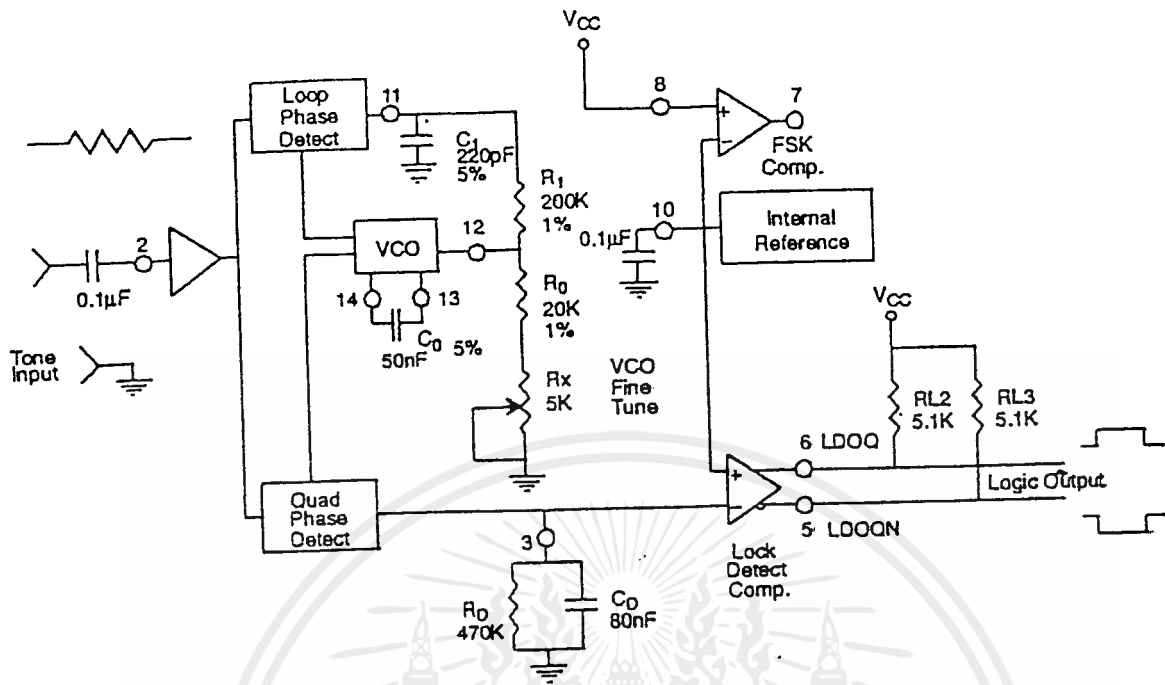 VCC
8
7
FSK
Comp.
Loop
Phase
Detect
11
C1
220pF
5%
R1
200K
1%
10
0.1µF
Internal
Reference
2
0.1µF
VCO
12
14
13
C0
5%
50nF
R0
20K
1%
Tone
Input
Rx
5K
VCO
Fine
Tune
VCC
RL2
5.1K
RL3
5.1K
6 LDOQ
Logic Output
5 LDOQN
Quad
Phase
Detect
3
Lock
Detect
Comp.
RD
470K
CD
80nF
+
−
+
−